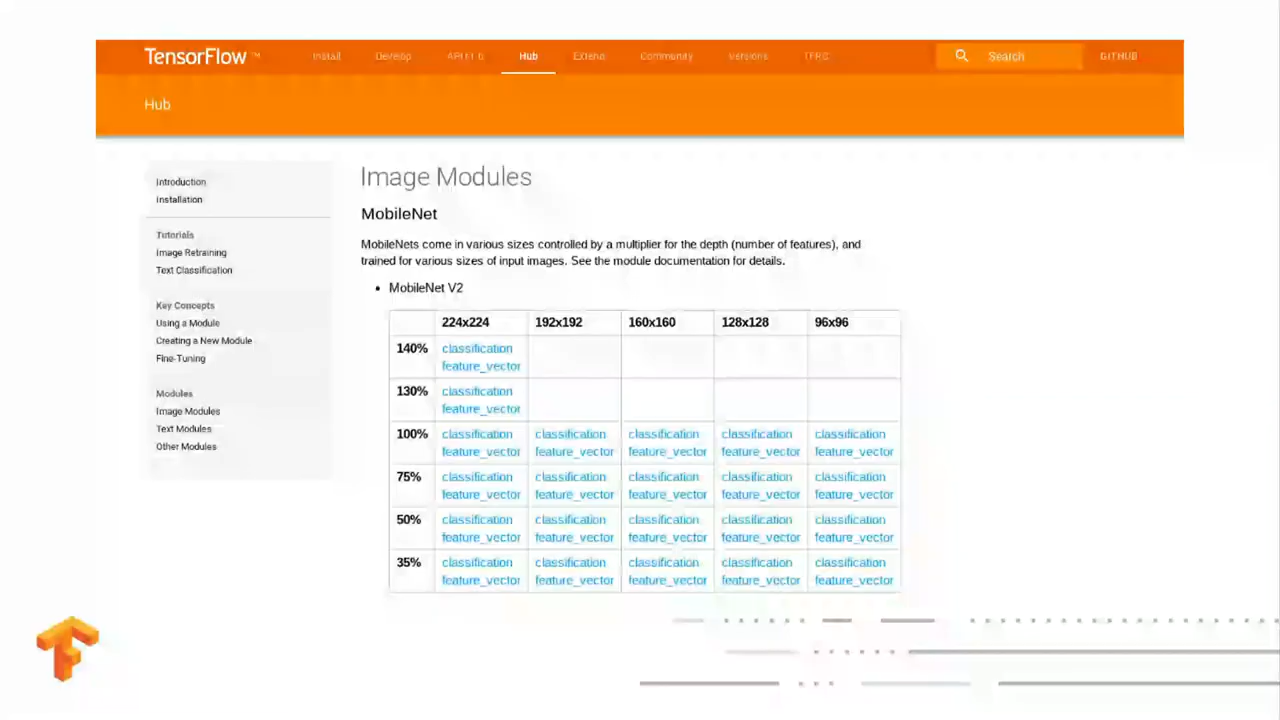 TensorFlow™ Install Develop API r1.0 Hub Extend Community Versions TFRC Search GITHUB
Hub
Introduction
Installation
Tutorials
Image Retraining
Text Classification
Key Concepts
Using a Module
Creating a New Module
Fine-Tuning
Modules
Image Modules
Text Modules
Other Modules
Image Modules
MobileNet
MobileNets come in various sizes controlled by a multiplier for the depth (number of features), and
trained for various sizes of input images. See the module documentation for details.
• MobileNet V2
224x224 192x192 160x160 128x128 96x96
140% classification
feature_vector
130% classification
feature_vector
100% classification classification classification classification classification
feature_vector feature_vector feature_vector feature_vector feature_vector
75% classification classification classification classification classification
feature_vector feature_vector feature_vector feature_vector feature_vector
50% classification classification classification classification classification
feature_vector feature_vector feature_vector feature_vector feature_vector
35% classification classification classification classification classification
feature_vector feature_vector feature_vector feature_vector feature_vector